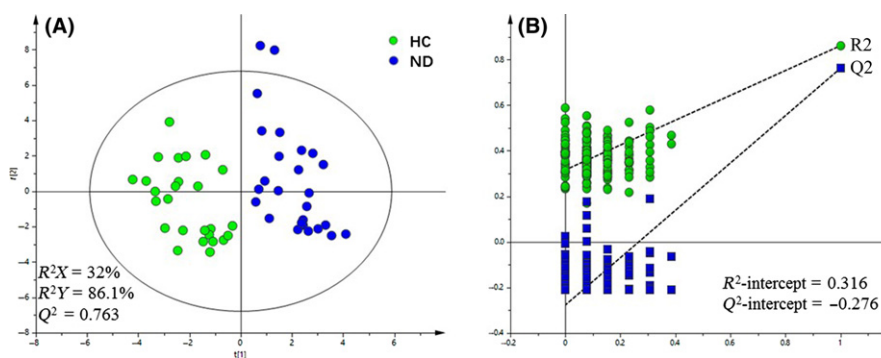 (A)
HC
ND
8
6
4
2
0
−2
−4
−6
−8
t[2]
R²X = 32%
R²Y = 86.1%
Q² = 0.763
−8 −6 −4 −2 0 2 4 6 8
t[1]
(B)
R2
Q2
0.8
0.6
0.4
0.2
0.0
−0.2
−0.4
R²-intercept = 0.316
Q²-intercept = −0.276
−0.2 0 0.2 0.4 0.6 0.8 1